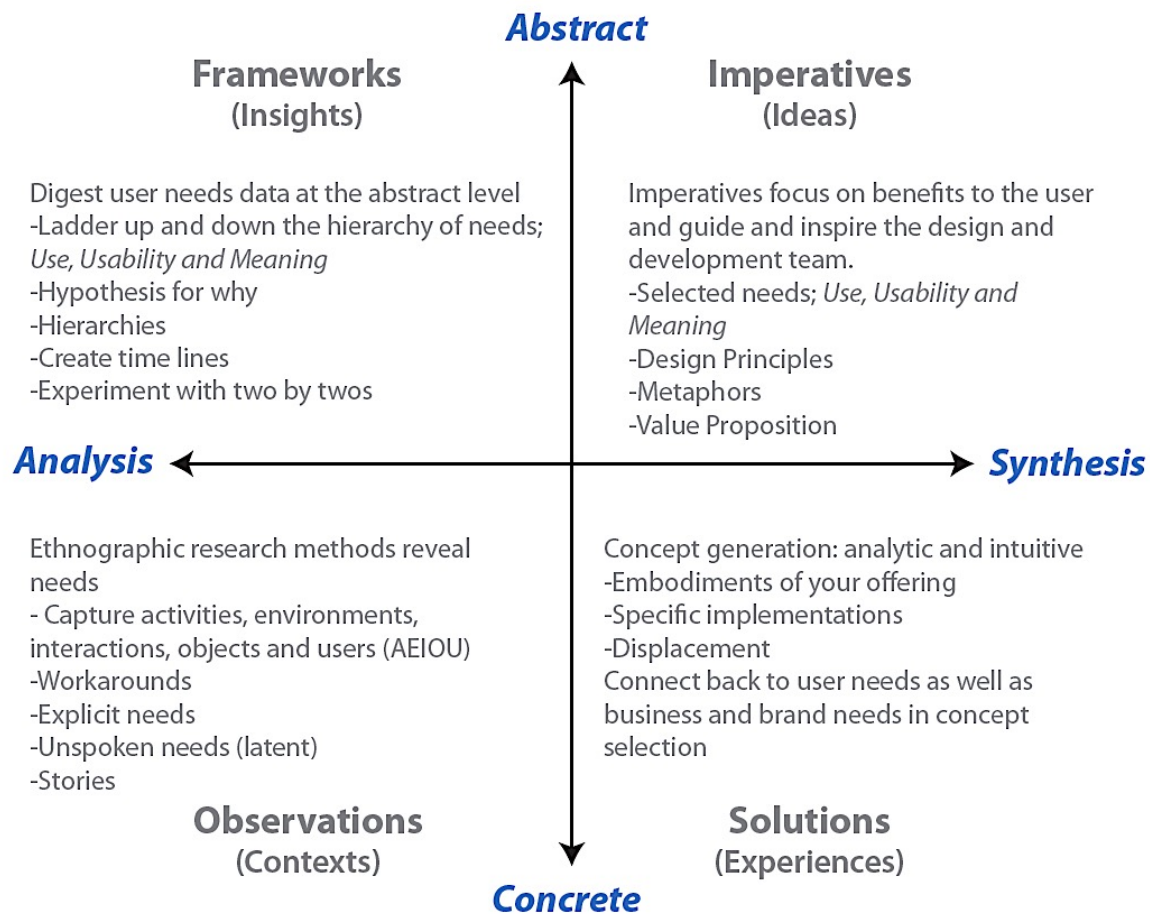 Abstract
Frameworks
(Insights)
Digest user needs data at the abstract level
-Ladder up and down the hierarchy of needs;
Use, Usability and Meaning
-Hypothesis for why
-Hierarchies
-Create time lines
-Experiment with two by twos
Imperatives
(Ideas)
Imperatives focus on benefits to the user
and guide and inspire the design and
development team.
-Selected needs; Use, Usability and
Meaning
-Design Principles
-Metaphors
-Value Proposition
Analysis
Synthesis
Ethnographic research methods reveal
needs
- Capture activities, environments,
interactions, objects and users (AEIOU)
-Workarounds
-Explicit needs
-Unspoken needs (latent)
-Stories
Observations
(Contexts)
Concept generation: analytic and intuitive
-Embodiments of your offering
-Specific implementations
-Displacement
Connect back to user needs as well as
business and brand needs in concept
selection
Solutions
(Experiences)
Concrete